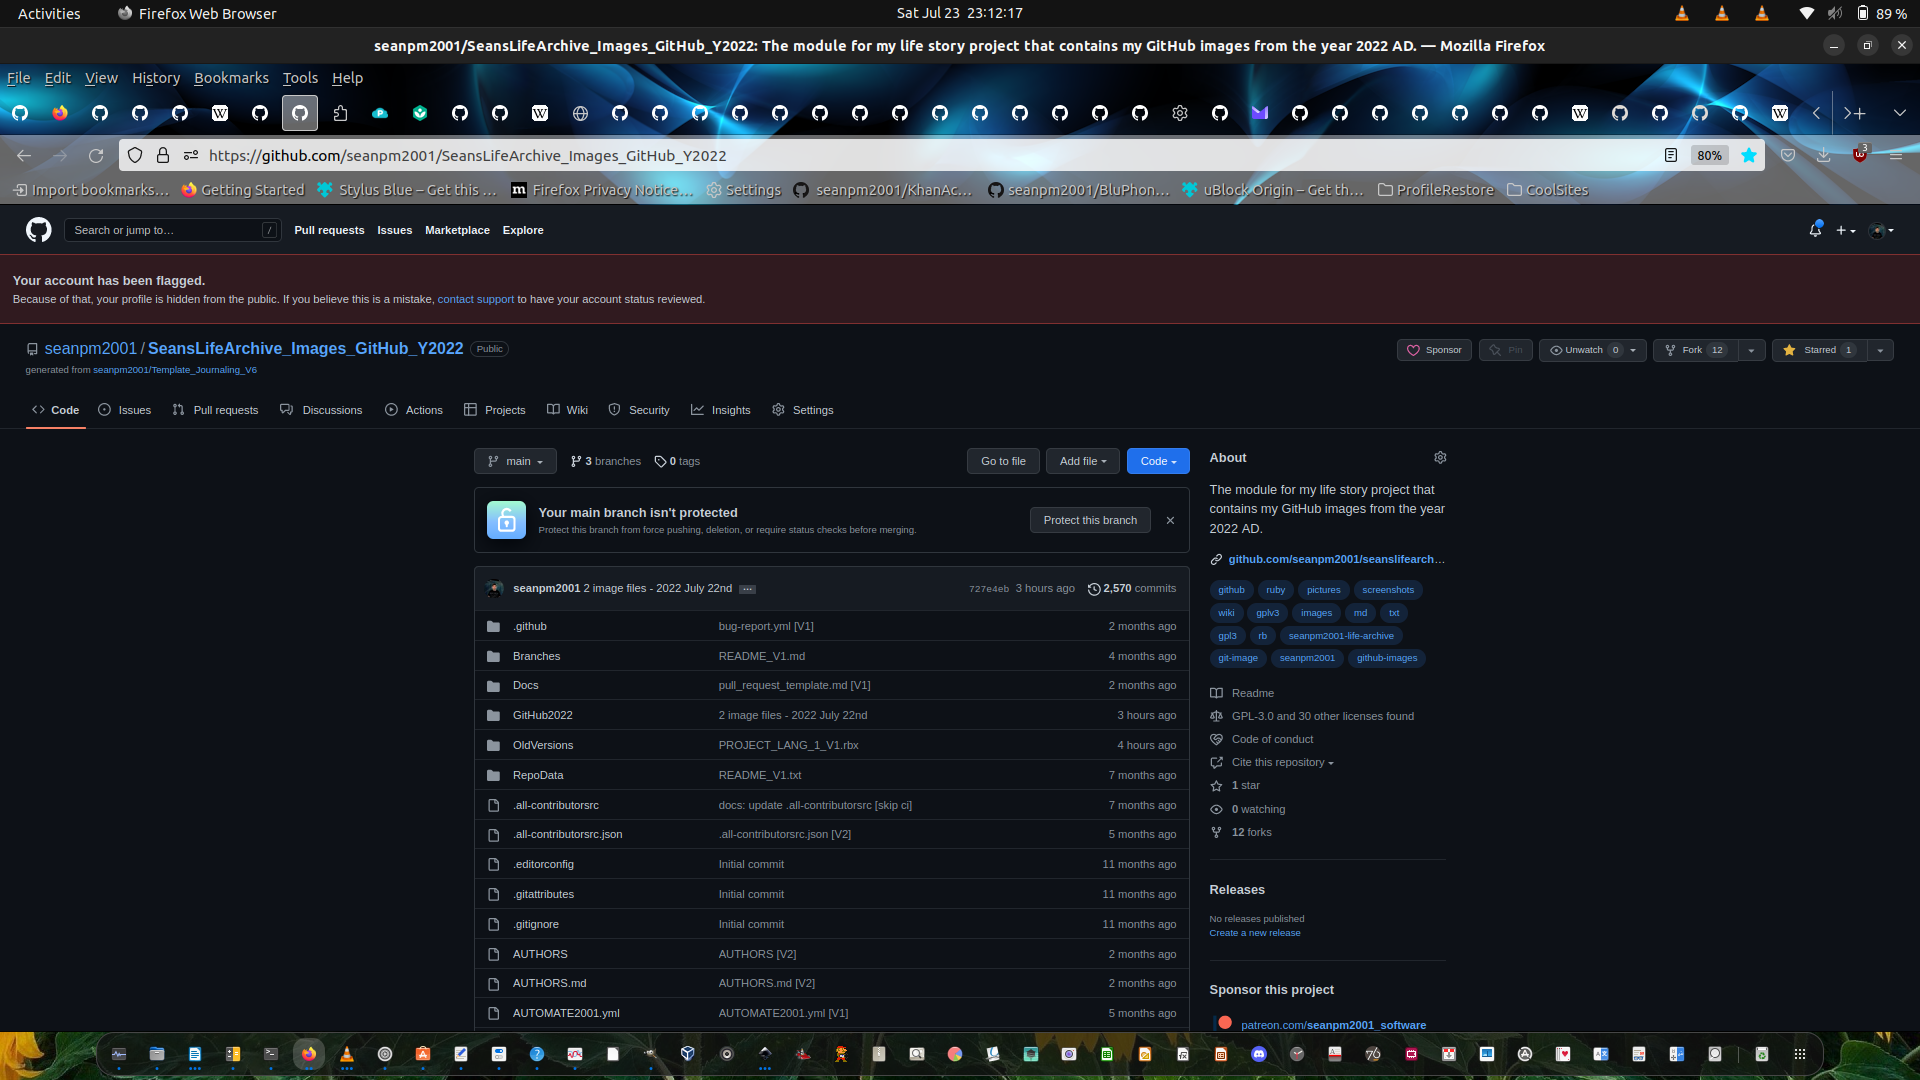 Activities
Firefox Web Browser
Sat Jul 23  23:12:17
89 %
seanpm2001/SeansLifeArchive_Images_GitHub_Y2022: The module for my life story project that contains my GitHub images from the year 2022 AD. — Mozilla Firefox
File Edit View History Bookmarks Tools Help
https://github.com/seanpm2001/SeansLifeArchive_Images_GitHub_Y2022
80%
3
Import bookmarks… Getting Started Stylus Blue – Get this … Firefox Privacy Notice… Settings seanpm2001/KhanAc… seanpm2001/BluPhon… uBlock Origin – Get th… ProfileRestore CoolSites
Search or jump to… /
Pull requests Issues Marketplace Explore
Your account has been flagged.
Because of that, your profile is hidden from the public. If you believe this is a mistake, contact support to have your account status reviewed.
seanpm2001 / SeansLifeArchive_Images_GitHub_Y2022 Public
Sponsor Pin Unwatch 0 Fork 12 Starred 1
generated from seanpm2001/Template_Journaling_V6
Code Issues Pull requests Discussions Actions Projects Wiki Security Insights Settings
main 3 branches 0 tags Go to file Add file Code
Your main branch isn't protected
Protect this branch from force pushing, deletion, or require status checks before merging.
Protect this branch
seanpm2001 2 image files - 2022 July 22nd … 727e4eb 3 hours ago 2,570 commits
.github bug-report.yml [V1] 2 months ago
Branches README_V1.md 4 months ago
Docs pull_request_template.md [V1] 2 months ago
GitHub2022 2 image files - 2022 July 22nd 3 hours ago
OldVersions PROJECT_LANG_1_V1.rbx 4 hours ago
RepoData README_V1.txt 7 months ago
.all-contributorsrc docs: update .all-contributorsrc [skip ci] 7 months ago
.all-contributorsrc.json .all-contributorsrc.json [V2] 5 months ago
.editorconfig Initial commit 11 months ago
.gitattributes Initial commit 11 months ago
.gitignore Initial commit 11 months ago
AUTHORS AUTHORS [V2] 2 months ago
AUTHORS.md AUTHORS.md [V2] 2 months ago
AUTOMATE2001.yml AUTOMATE2001.yml [V1] 5 months ago
About
The module for my life story project that
contains my GitHub images from the year
2022 AD.
github.com/seanpm2001/seanslifearch…
github ruby pictures screenshots
wiki gplv3 images md txt
gpl3 rb seanpm2001-life-archive
git-image seanpm2001 github-images
Readme
GPL-3.0 and 30 other licenses found
Code of conduct
Cite this repository
1 star
0 watching
12 forks
Releases
No releases published
Create a new release
Sponsor this project
patreon.com/seanpm2001_software